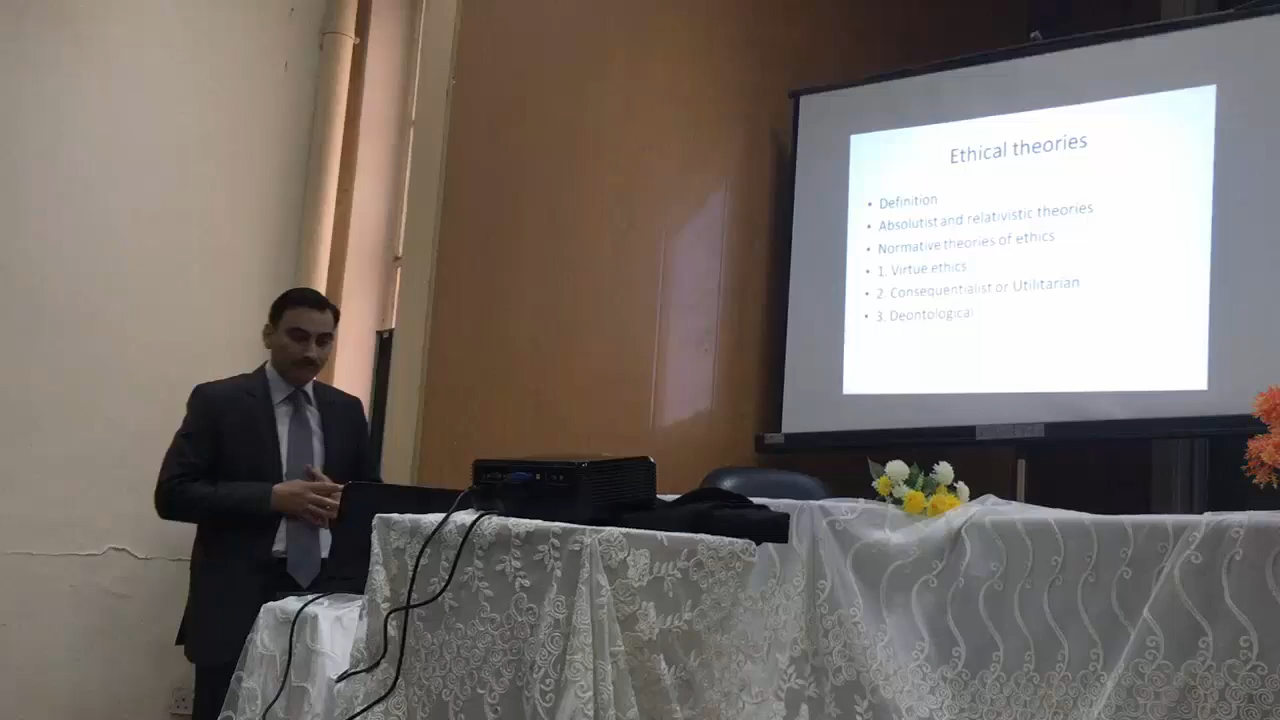 Ethical theories
• Definition
• Absolutist and relativistic theories
• Normative theories of ethics
• 1. Virtue ethics
• 2. Consequentialist or Utilitarian
• 3. Deontological